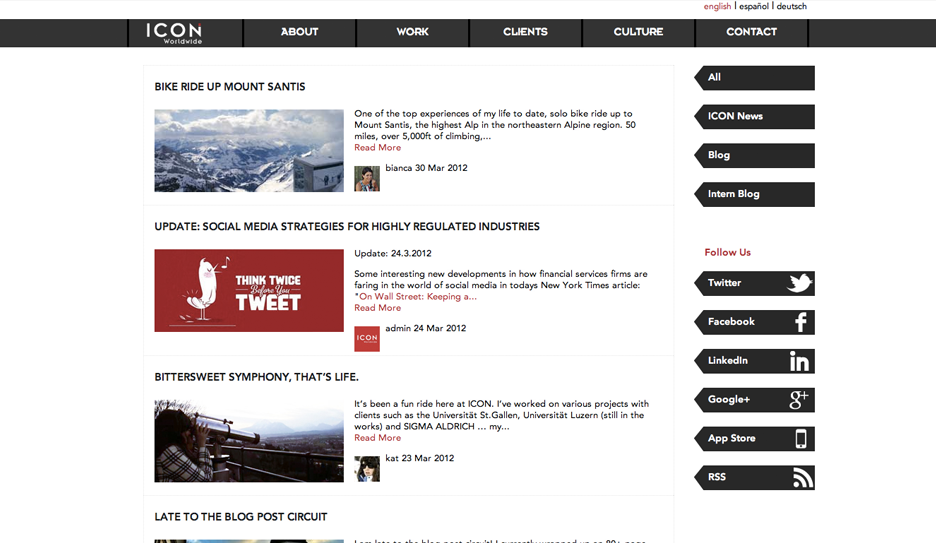 english | español | deutsch
ICON
Worldwide
ABOUT
WORK
CLIENTS
CULTURE
CONTACT
BIKE RIDE UP MOUNT SANTIS
One of the top experiences of my life to date, solo bike ride up to
Mount Santis, the highest Alp in the northeastern Alpine region. 50
miles, over 5,000ft of climbing,...
Read More
bianca 30 Mar 2012
UPDATE: SOCIAL MEDIA STRATEGIES FOR HIGHLY REGULATED INDUSTRIES
THINK TWICE
Before You
TWEET
Update: 24.3.2012
Some interesting new developments in how financial services firms are
faring in the world of social media in todays New York Times article:
"On Wall Street: Keeping a...
Read More
ICON
admin 24 Mar 2012
BITTERSWEET SYMPHONY, THAT'S LIFE.
It's been a fun ride here at ICON. I've worked on various projects with
clients such as the Universität St.Gallen, Universität Luzern (still in the
works) and SIGMA ALDRICH ... my...
Read More
kat 23 Mar 2012
LATE TO THE BLOG POST CIRCUIT
All
ICON News
Blog
Intern Blog
Follow Us
Twitter
Facebook
LinkedIn
Google+
App Store
RSS